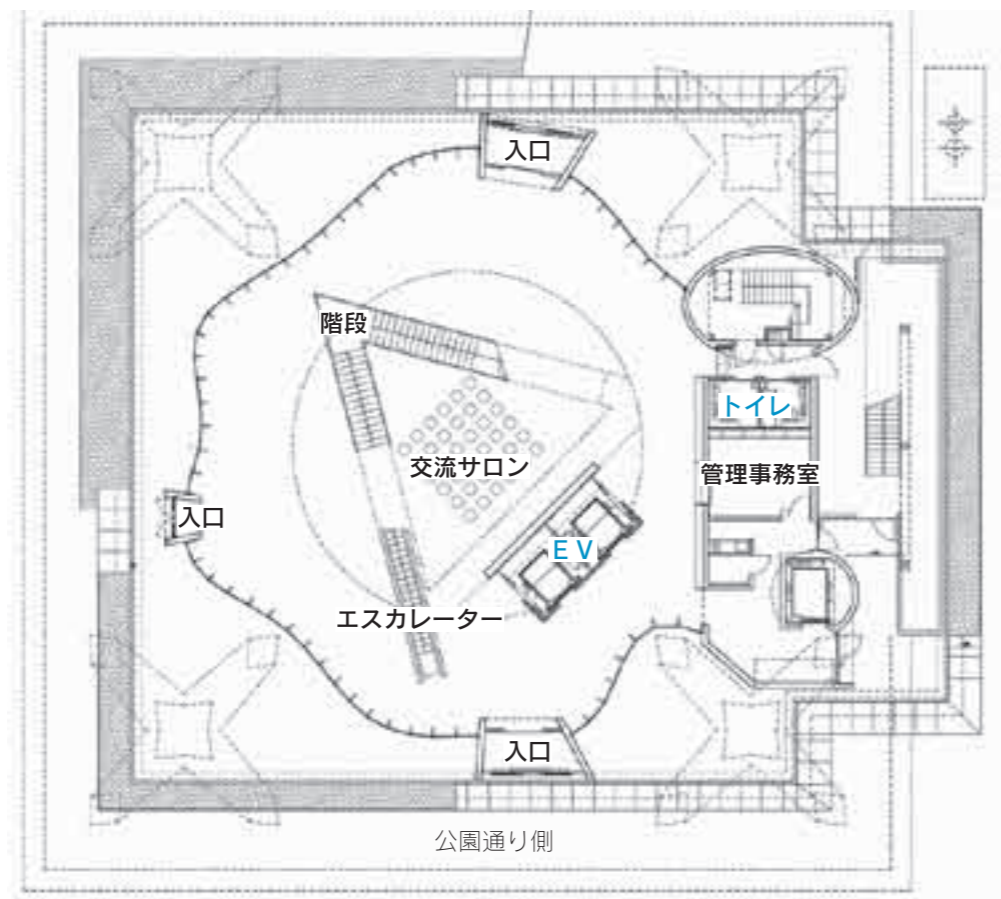 入口
階段
トイレ
交流サロン
管理事務室
入口
ＥＶ
エスカレーター
入口
公園通り側